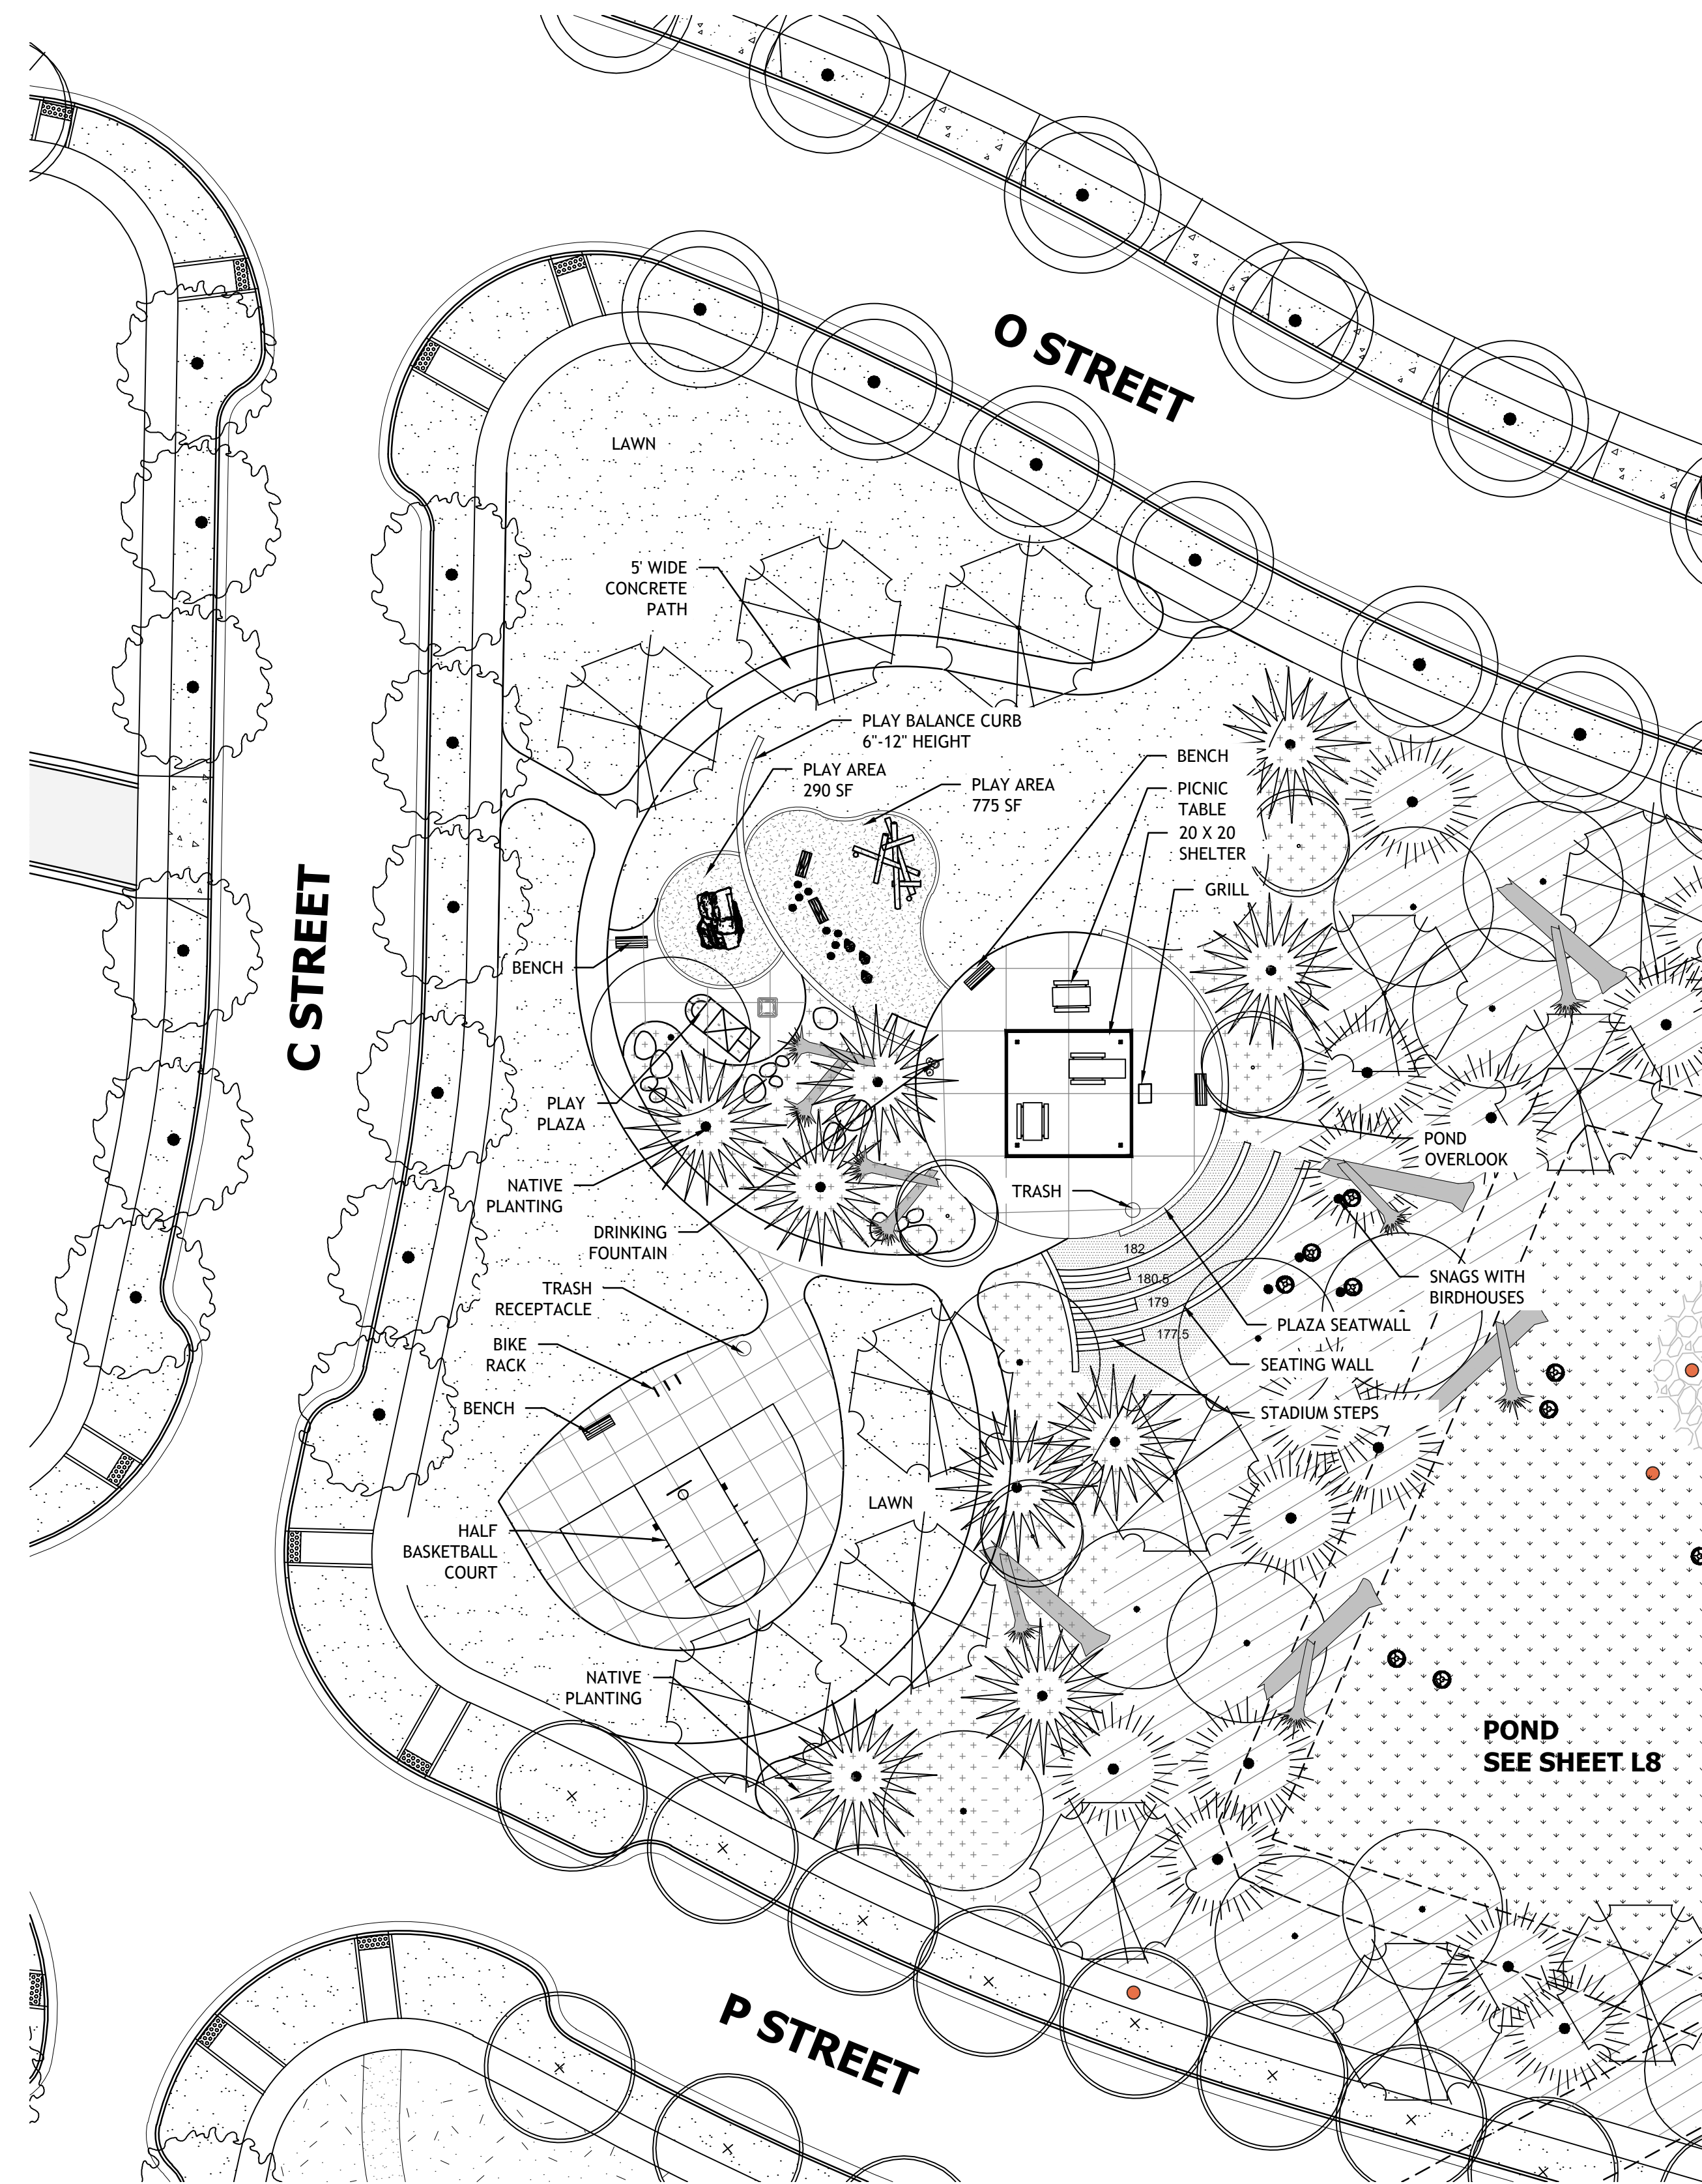 O STREET
LAWN
5' WIDE
CONCRETE
PATH
PLAY BALANCE CURB
6"-12" HEIGHT
PLAY AREA
290 SF
PLAY AREA
775 SF
BENCH
PICNIC
TABLE
20 X 20
SHELTER
GRILL
C STREET
BENCH
PLAY
PLAZA
POND
OVERLOOK
NATIVE
PLANTING
TRASH
DRINKING
FOUNTAIN
182
180.5
179
177.5
SNAGS WITH
BIRDHOUSES
TRASH
RECEPTACLE
PLAZA SEATWALL
BIKE
RACK
SEATING WALL
BENCH
STADIUM STEPS
LAWN
HALF
BASKETBALL
COURT
NATIVE
PLANTING
POND
SEE SHEET L8
P STREET